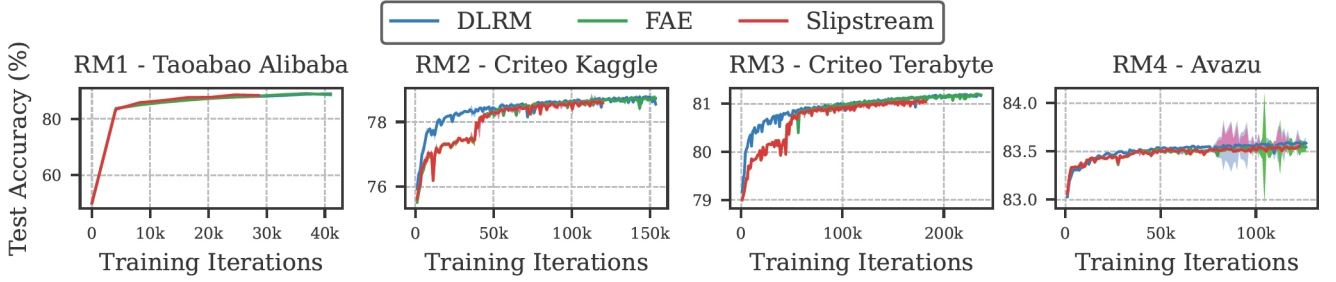 DLRM FAE Slipstream
RM1 - Taoabao Alibaba RM2 - Criteo Kaggle RM3 - Criteo Terabyte RM4 - Avazu
Test Accuracy (%)
80
60
0 10k 20k 30k 40k
Training Iterations
78
76
0 50k 100k 150k
Training Iterations
81
80
79
0 100k 200k
Training Iterations
84.0
83.5
83.0
0 100k
Training Iterations